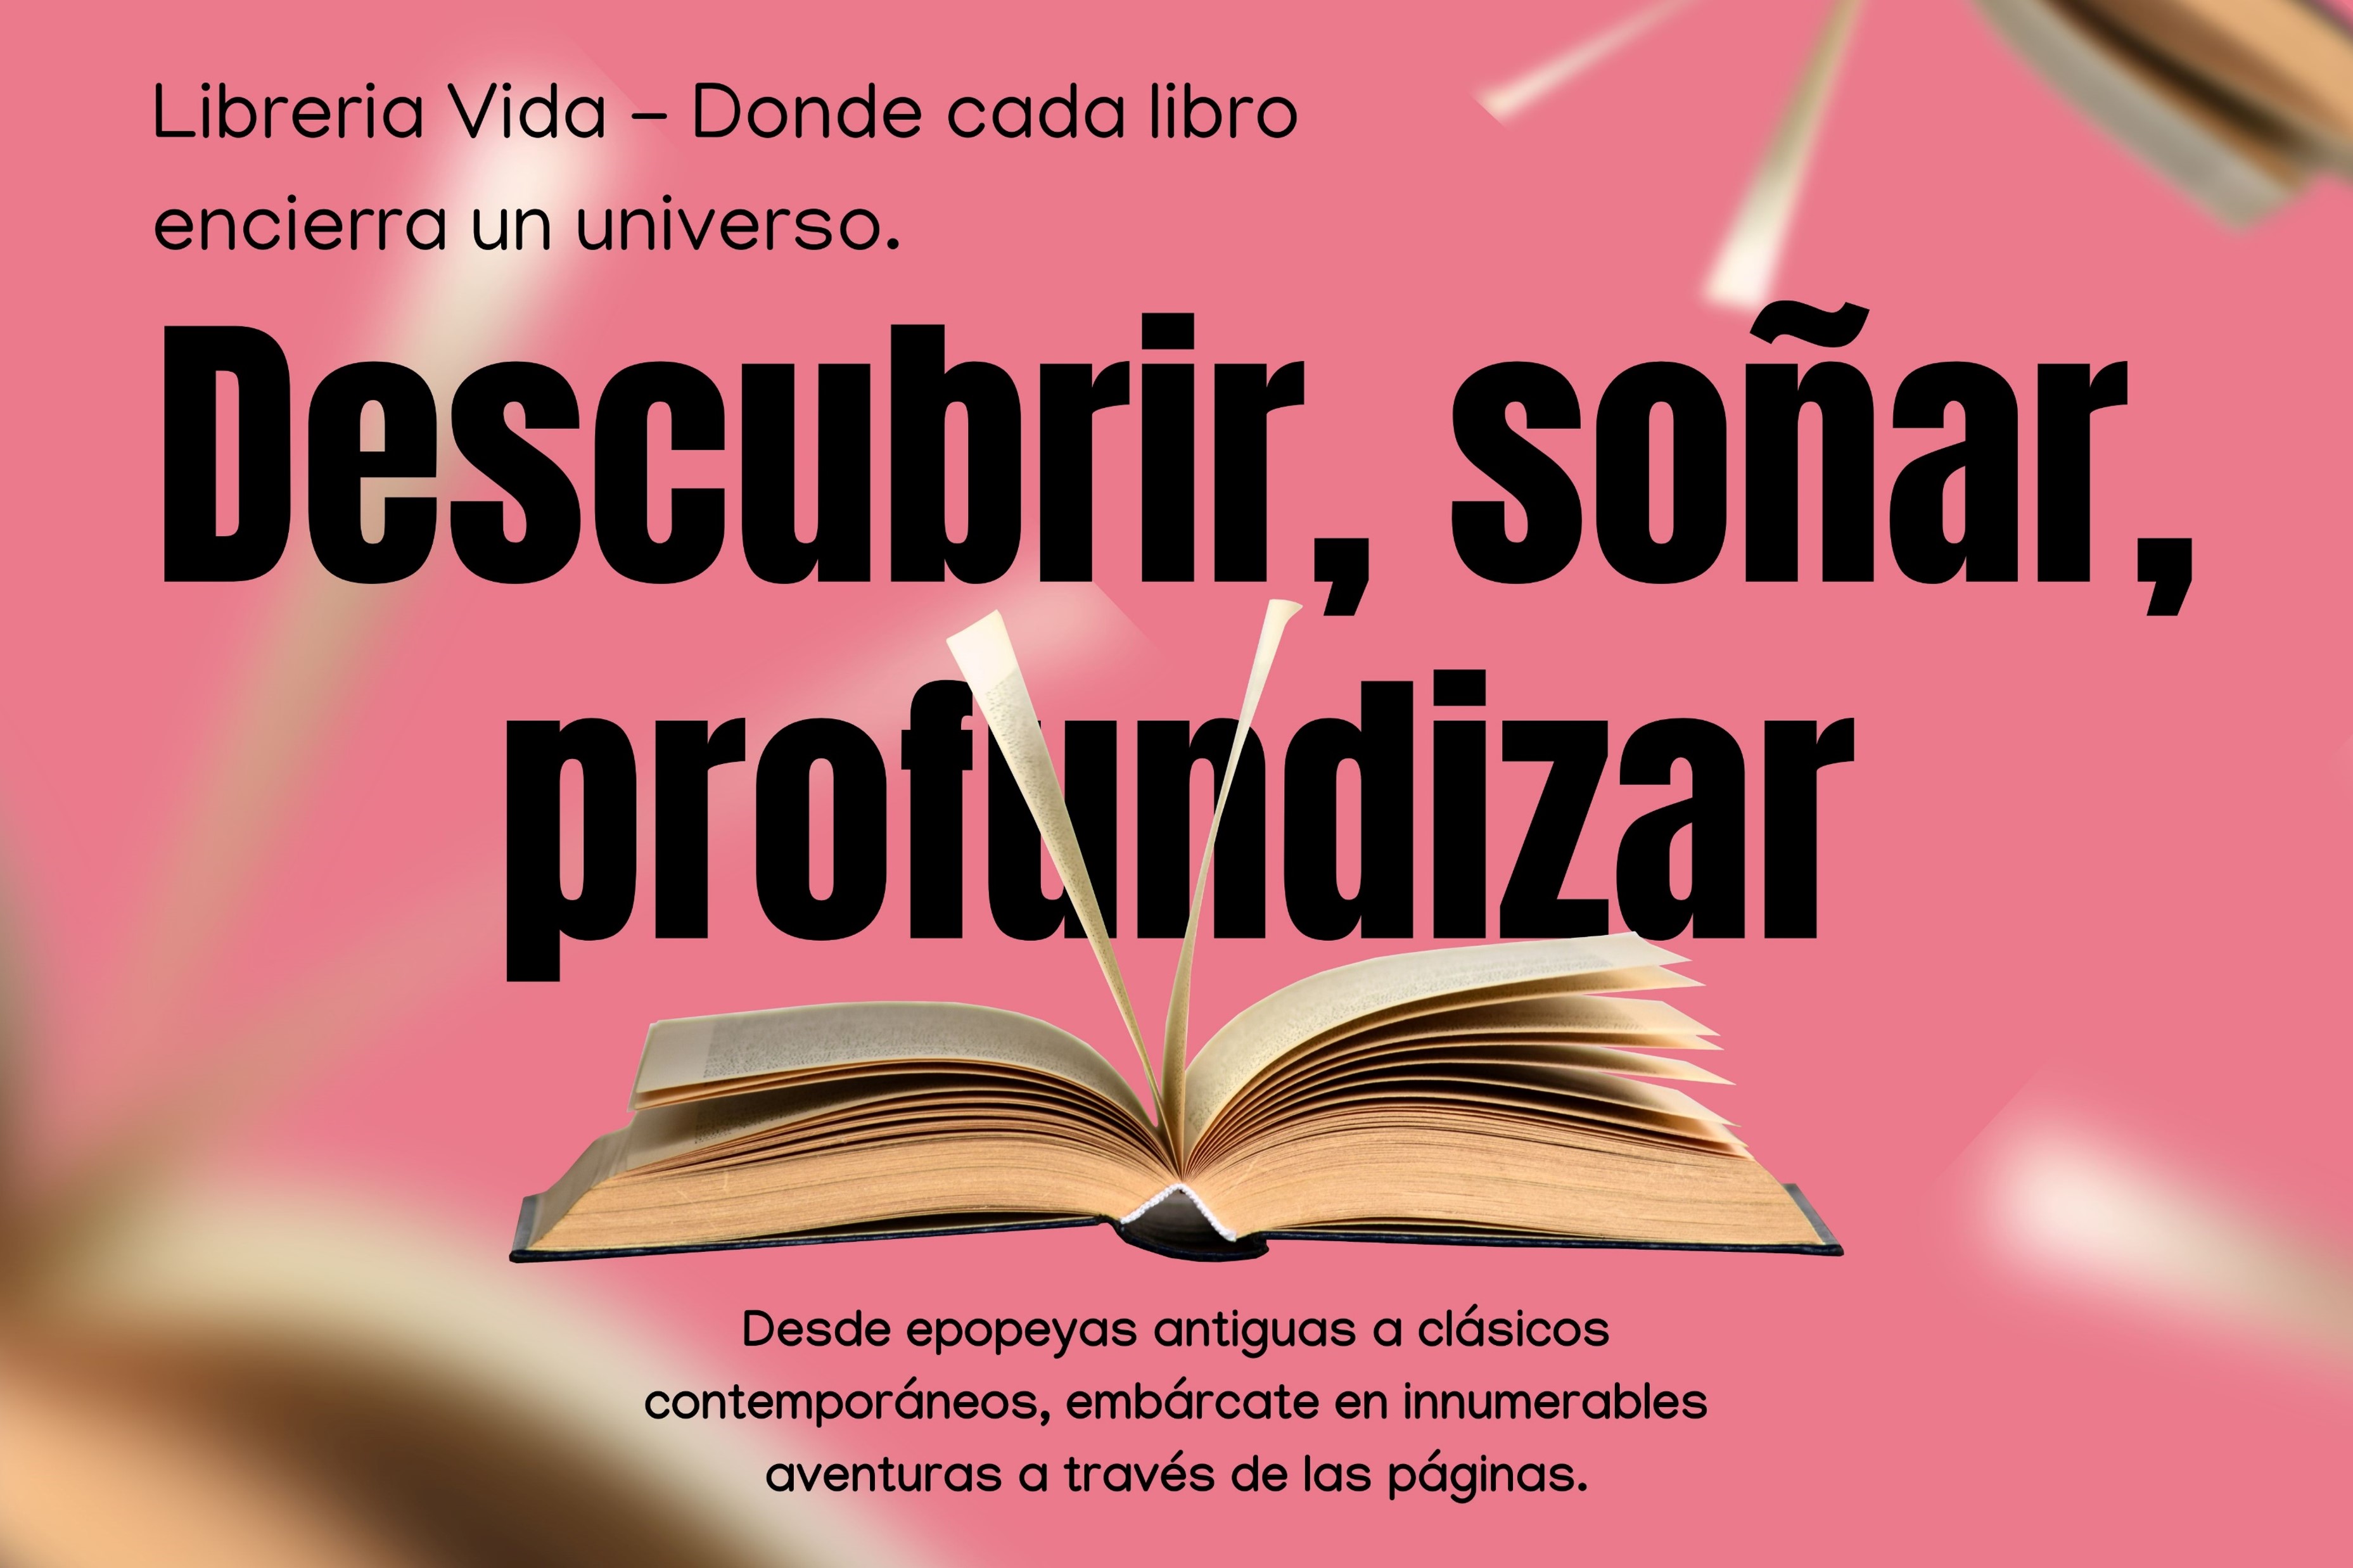 Libreria Vida – Donde cada libro
encierra un universo.
Descubrir, soñar,
profundizar
Desde epopeyas antiguas a clásicos
contemporáneos, embárcate en innumerables
aventuras a través de las páginas.